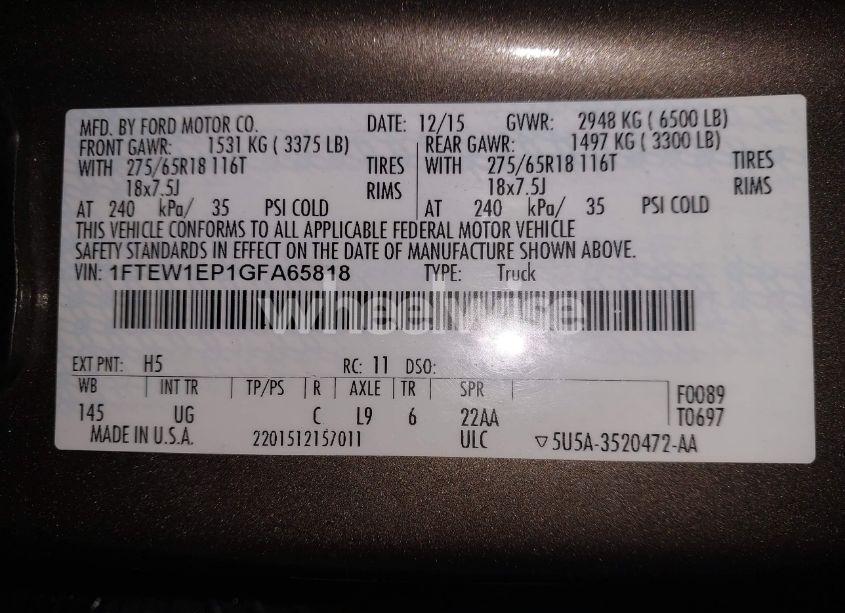 MFD. BY FORD MOTOR CO. DATE: 12/15 GVWR: 2948 KG ( 6500 LB)
FRONT GAWR: 1531 KG ( 3375 LB) REAR GAWR: 1497 KG ( 3300 LB)
WITH 275/65R18 116T TIRES WITH 275/65R18 116T TIRES
18x7.5J RIMS 18x7.5J RIMS
AT 240 kPa/ 35 PSI COLD AT 240 kPa/ 35 PSI COLD
THIS VEHICLE CONFORMS TO ALL APPLICABLE FEDERAL MOTOR VEHICLE
SAFETY STANDARDS IN EFFECT ON THE DATE OF MANUFACTURE SHOWN ABOVE.
VIN: 1FTEW1EP1GFA65818 TYPE: Truck
wheelwise
EXT PNT: H5 RC: 11 DSO:
WB INT TR TP/PS R AXLE TR SPR F0089
145 UG C L9 6 22AA T0697
MADE IN U.S.A. 2201512157011 ULC ▽5U5A-3520472-AA